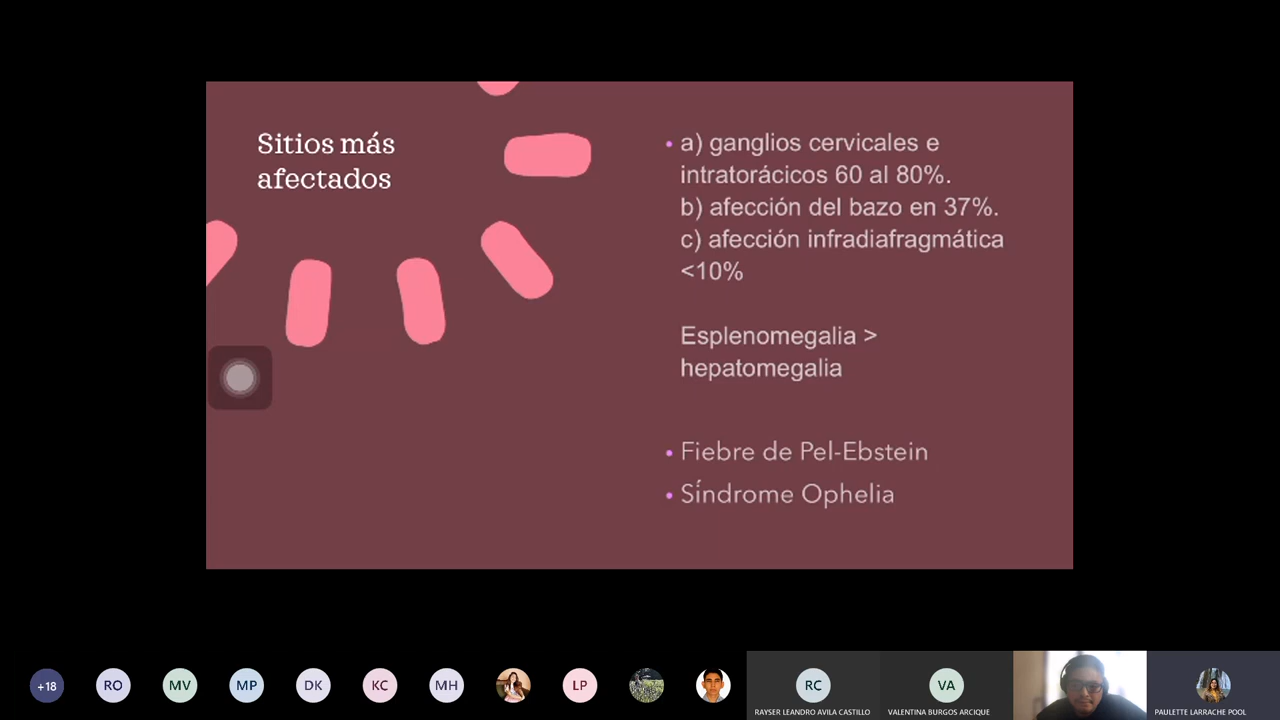 Sitios más
afectados
• a) ganglios cervicales e
intratorácicos 60 al 80%.
b) afección del bazo en 37%.
c) afección infradiafragmática
<10%
Esplenomegalia >
hepatomegalia
• Fiebre de Pel-Ebstein
• Síndrome Ophelia
+18
RO
MV
MP
DK
KC
MH
LP
RC
VA
RAYSER LEANDRO AVILA CASTILLO
VALENTINA BURGOS ARCIQUE
PAULETTE LARRACHE POOL